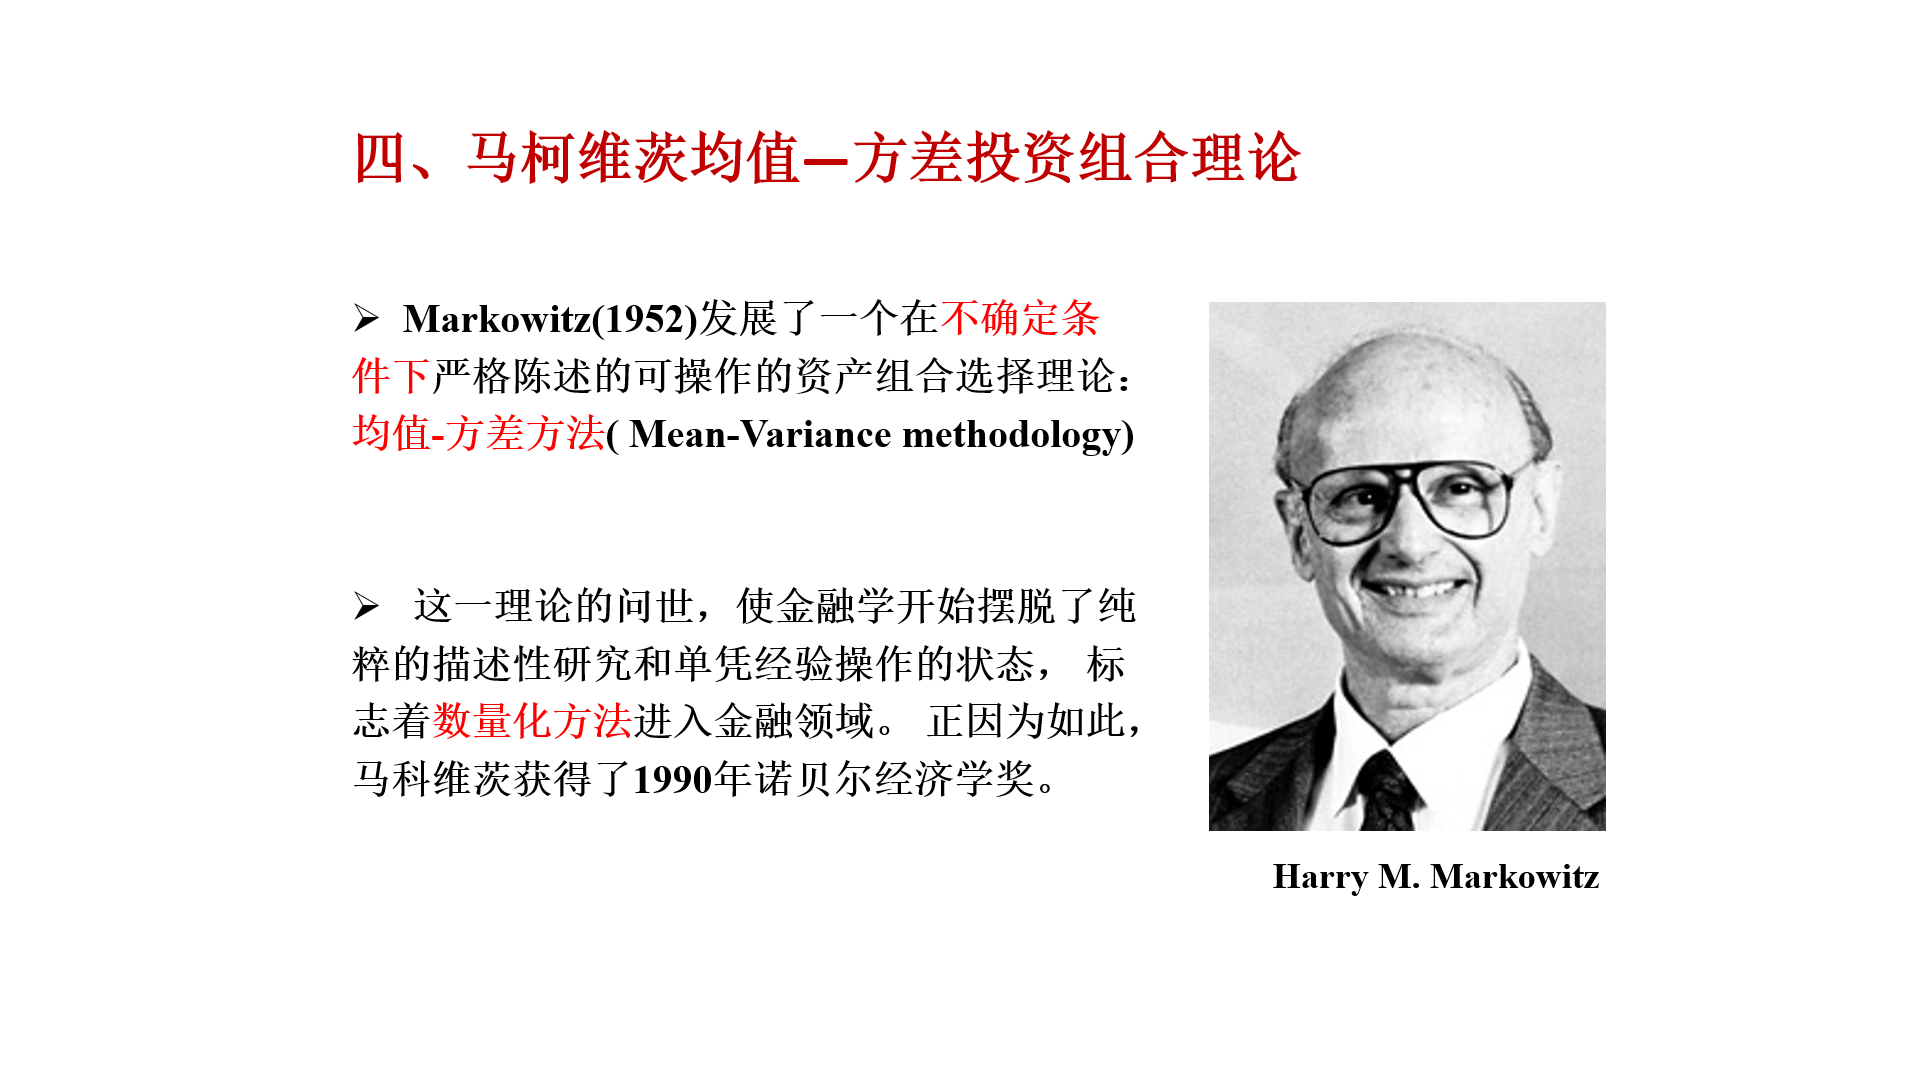 四、马柯维茨均值—方差投资组合理论
➢ Markowitz(1952)发展了一个在不确定条
件下严格陈述的可操作的资产组合选择理论：
均值-方差方法( Mean-Variance methodology)
➢ 这一理论的问世，使金融学开始摆脱了纯
粹的描述性研究和单凭经验操作的状态， 标
志着数量化方法进入金融领域。 正因为如此，
马科维茨获得了1990年诺贝尔经济学奖。
Harry M. Markowitz